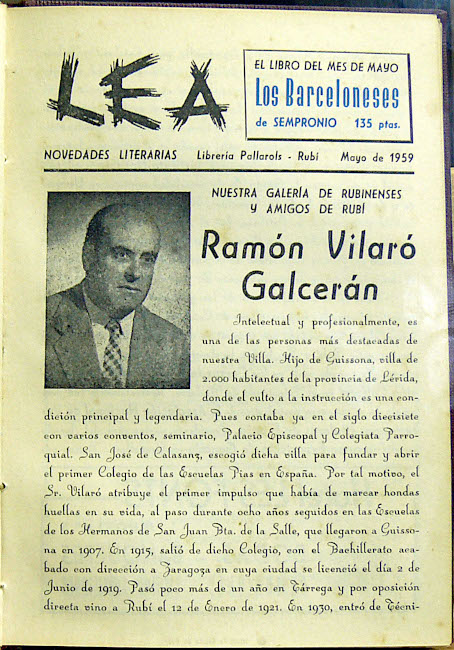 LEA
EL LIBRO DEL MES DE MAYO
Los Barceloneses
de SEMPRONIO 135 ptas.
NOVEDADES LITERARIAS Librería Pallarols - Rubí Mayo de 1959
NUESTRA GALERÍA DE RUBINENSES
Y AMIGOS DE RUBÍ
Ramón Vilaró
Galcerán
Intelectual y profesionalmente, es
una de las personas más destacadas de
nuestra Villa. Hijo de Guissona, villa de
2.000 habitantes de la provincia de Lérida,
donde el culto a la instrucción es una con-
dición principal y legendaria. Pues contaba ya en el siglo diecisiete
con varios conventos, seminario, Palacio Episcopal y Colegiata Parro-
quial. San José de Calasanz, escogió dicha villa para fundar y abrir
el primer Colegio de las Escuelas Pias en España. Por tal motivo, el
Sr. Vilaró atribuye el primer impulso que había de marcar hondas
huellas en su vida, al paso durante ocho años seguidos en las Escuelas
de los Hermanos de San Juan Bta. de la Salle, que llegaron a Guisso-
na en 1907. En 1915, salió de dicho Colegio, con el Bachillerato aca-
bado con dirección a Zaragoza en cuya ciudad se licenció el día 2 de
Junio de 1919. Pasó poco más de un año en Tárrega y por oposición
directa vino a Rubí el 12 de Enero de 1921. En 1930, entró de Técni-